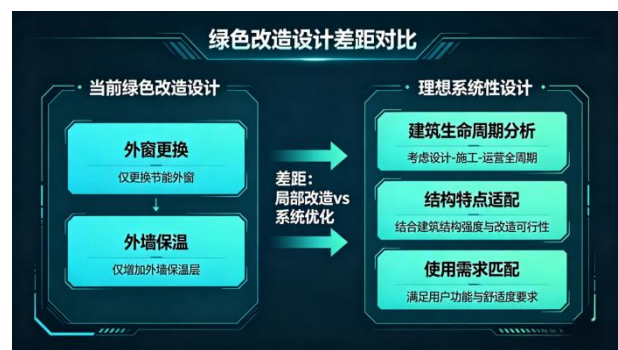 绿色改造设计差距对比
当前绿色改造设计
外窗更换
仅更换节能外窗
外墙保温
仅增加外墙保温层
差距：
局部改造vs
系统优化
理想系统性设计
建筑生命周期分析
考虑设计-施工-运营全周期
结构特点适配
结合建筑结构强度与改造可行性
使用需求匹配
满足用户功能与舒适度要求